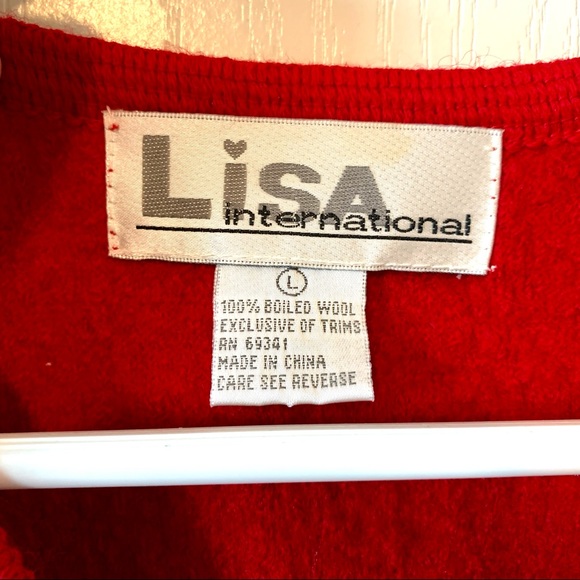 LiSA
international
L
100% BOILED WOOL
EXCLUSIVE OF TRIMS
RN 69341
MADE IN CHINA
CARE SEE REVERSE